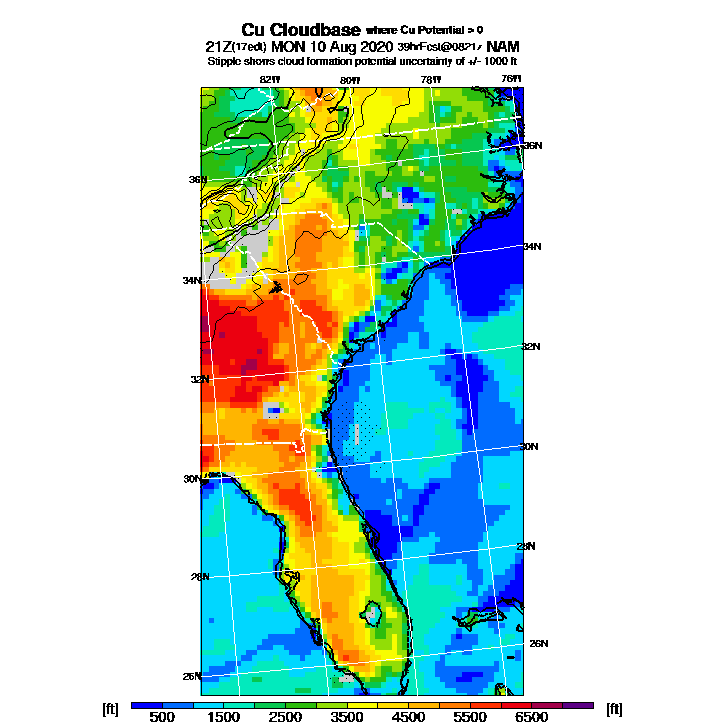 Cu Cloudbase where Cu Potential > 0
21Z(17edt) MON 10 Aug 2020 39hrFcst@0821z NAM
Stipple shows cloud formation potential uncertainty of +/- 1000 ft
82W 80W 78W 76W
36N
36N
34N
34N
32N
32N
30N
30N
28N
28N
26N
26N
[ft] [ft]
500 1500 2500 3500 4500 5500 6500